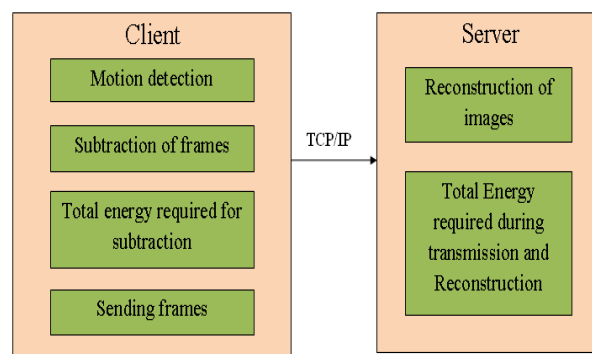 Client
Motion detection
Subtraction of frames
Total energy required for
subtraction
Sending frames
TCP/IP
Server
Reconstruction of
images
Total Energy
required during
transmission and
Reconstruction